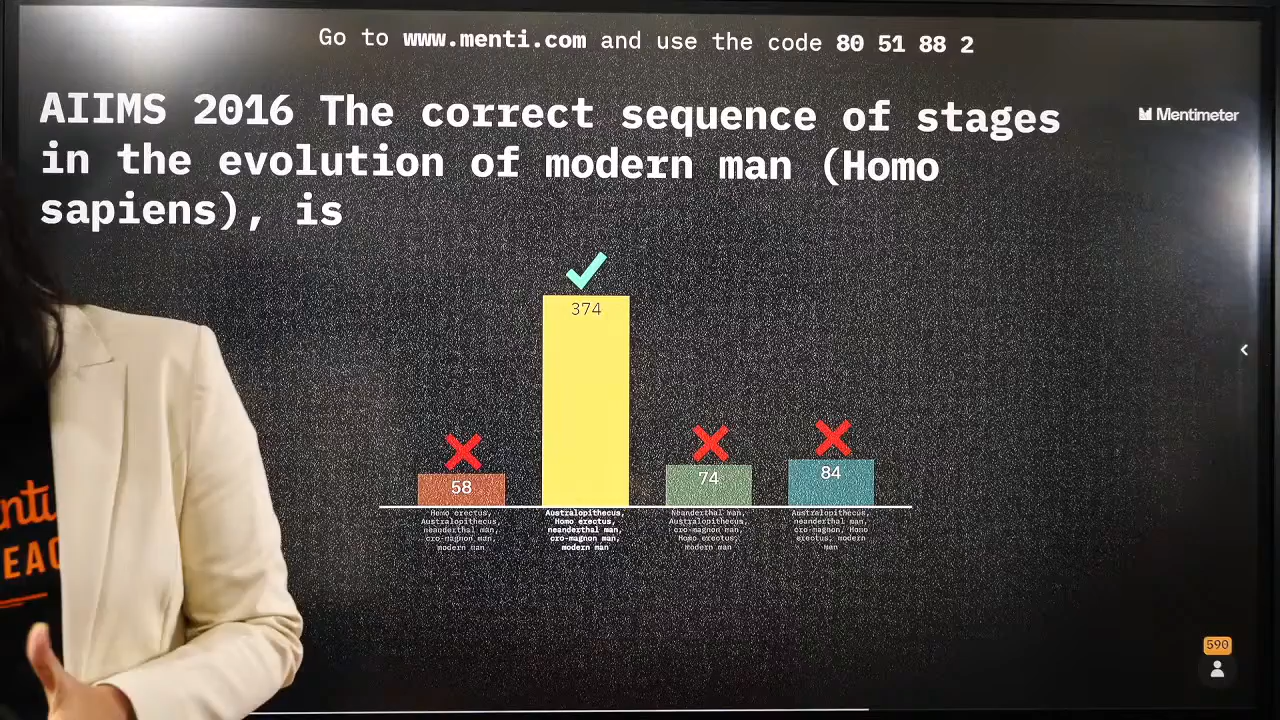 Go to www.menti.com and use the code 80 51 88 2
AIIMS 2016 The correct sequence of stages
in the evolution of modern man (Homo
sapiens), is
Mentimeter
374
58
74
84
Homo erectus,
Australopithecus,
neanderthal man,
cro-magnon man,
modern man
Australopithecus,
Homo erectus,
neanderthal man,
cro-magnon man,
modern man
Neanderthal man,
Australopithecus,
cro-magnon man,
Homo erectus,
modern man
Australopithecus,
neanderthal man,
cro-magnon, Homo
erectus, modern
man
590